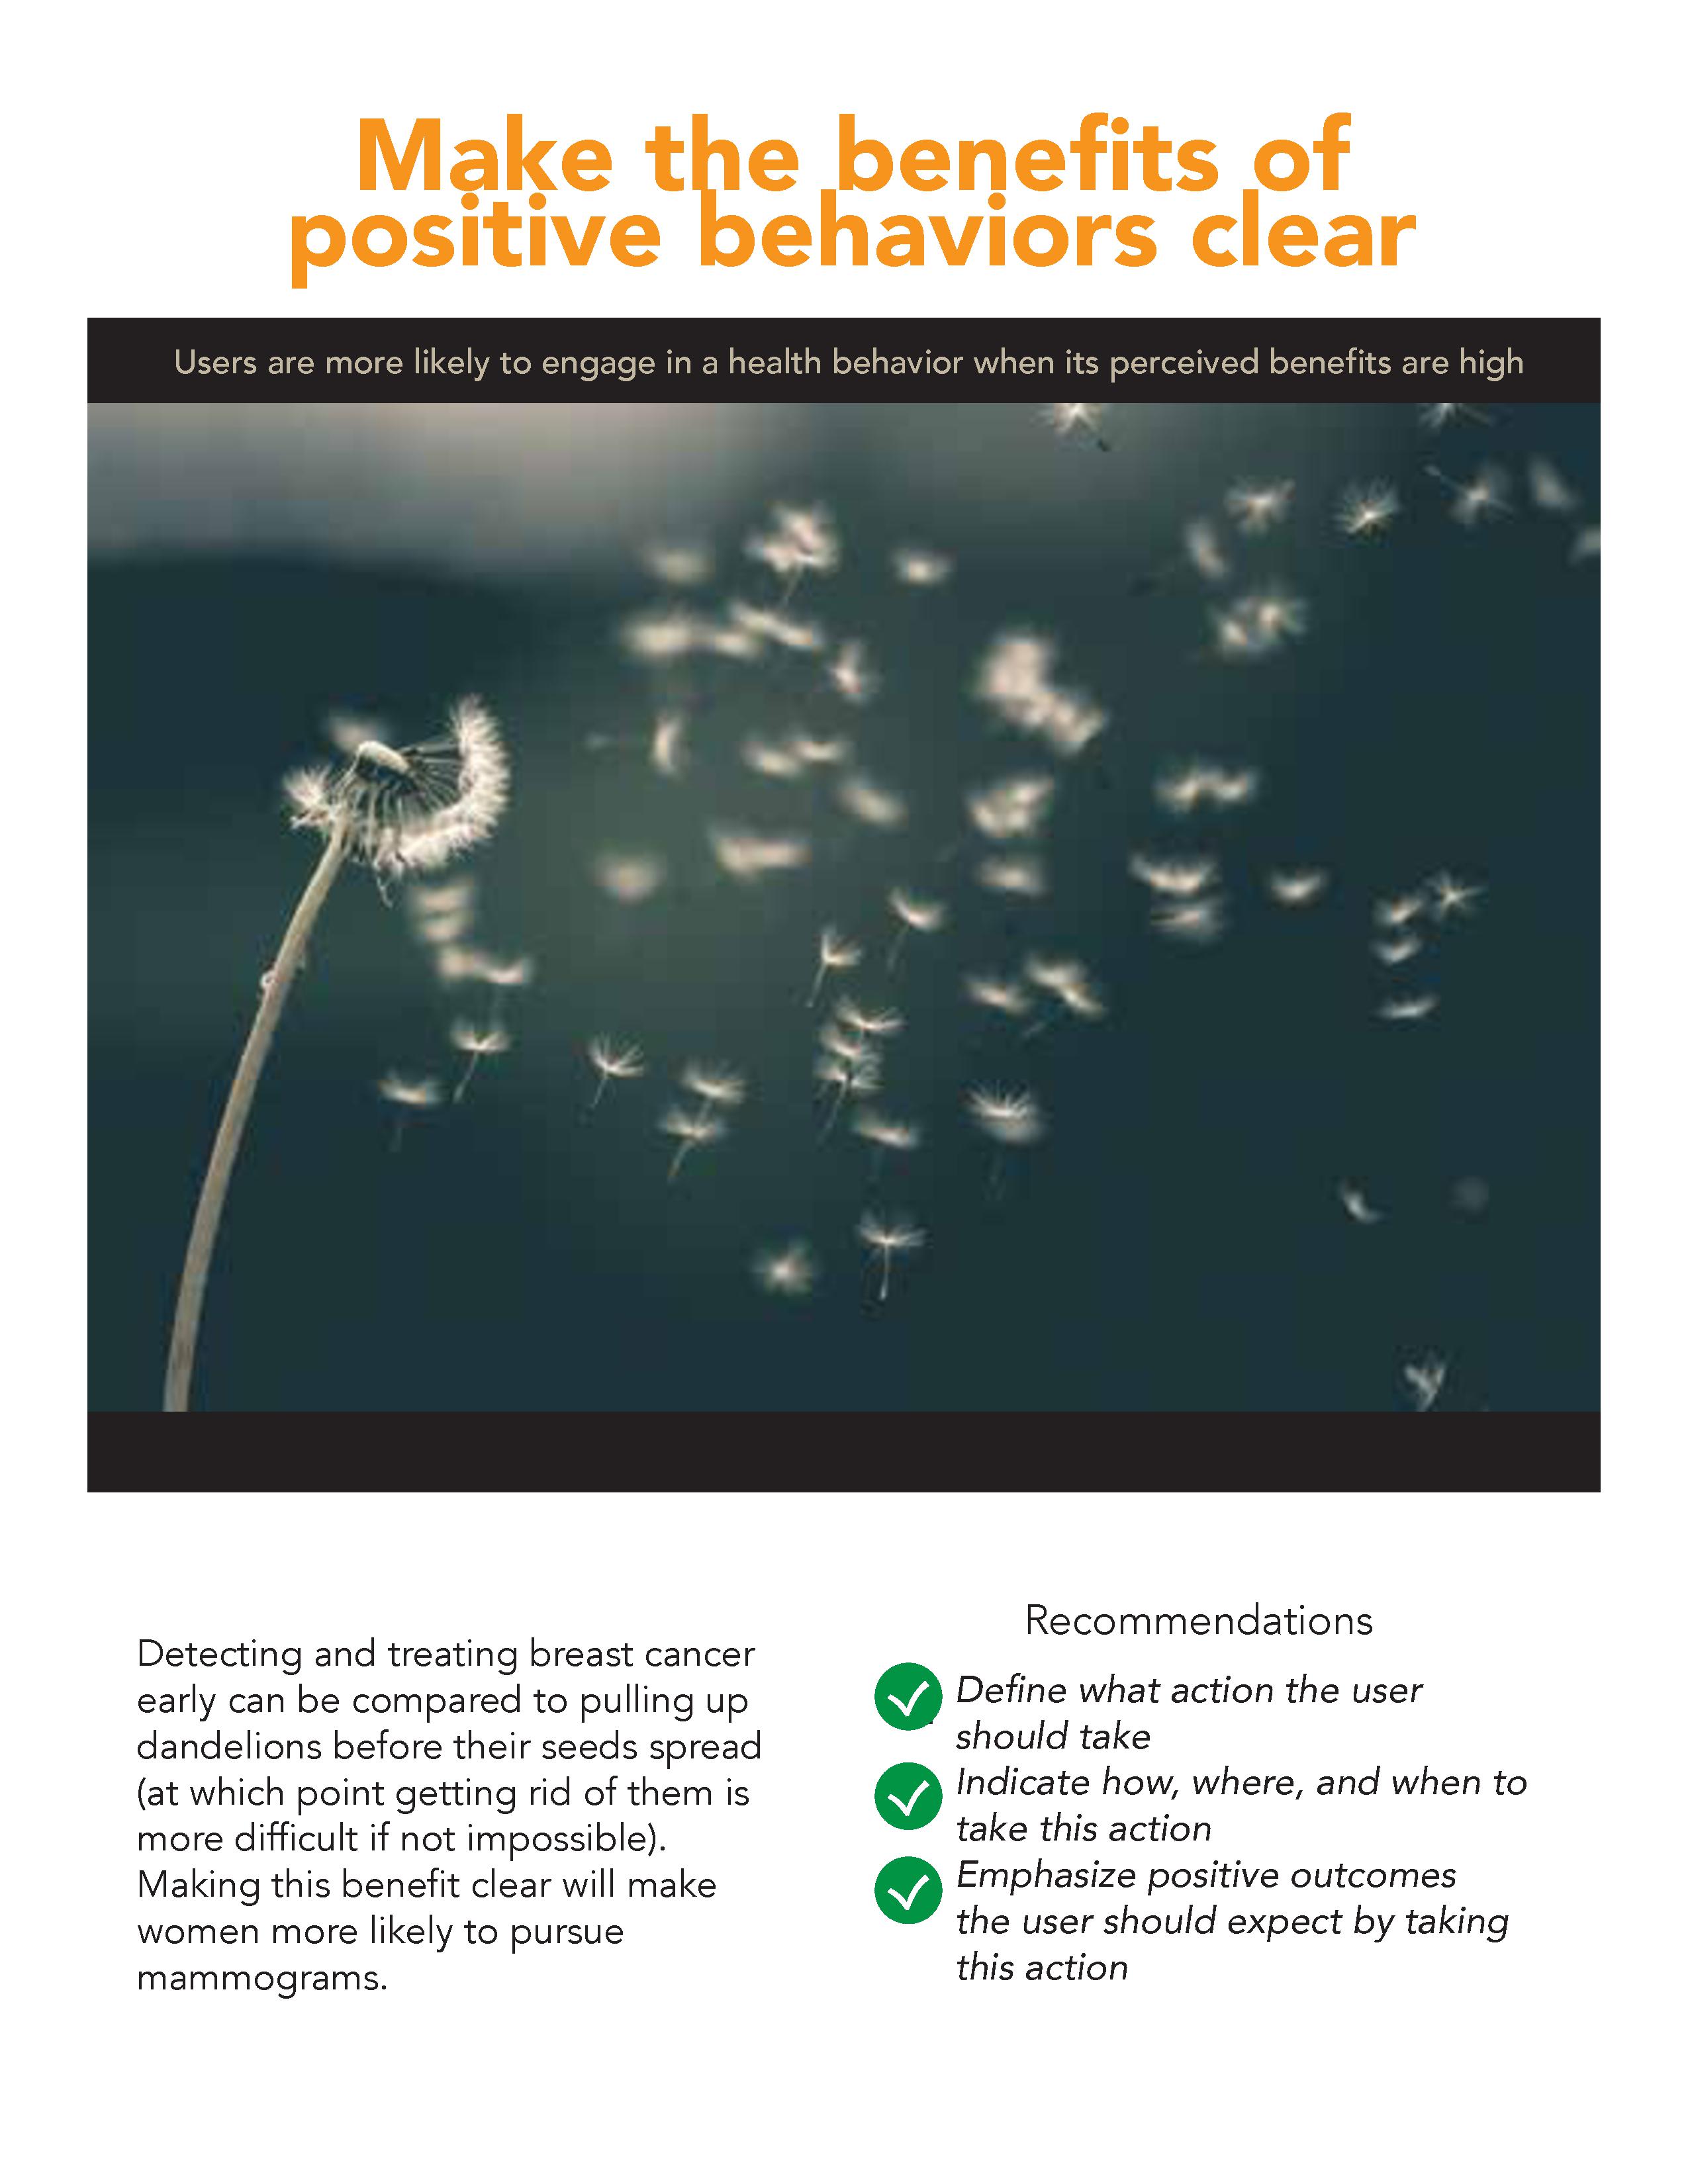 Make the benefits of
positive behaviors clear
Users are more likely to engage in a health behavior when its perceived benefits are high
Detecting and treating breast cancer
early can be compared to pulling up
dandelions before their seeds spread
(at which point getting rid of them is
more difficult if not impossible).
Making this benefit clear will make
women more likely to pursue
mammograms.
Recommendations
Define what action the user
should take
Indicate how, where, and when to
take this action
Emphasize positive outcomes
the user should expect by taking
this action